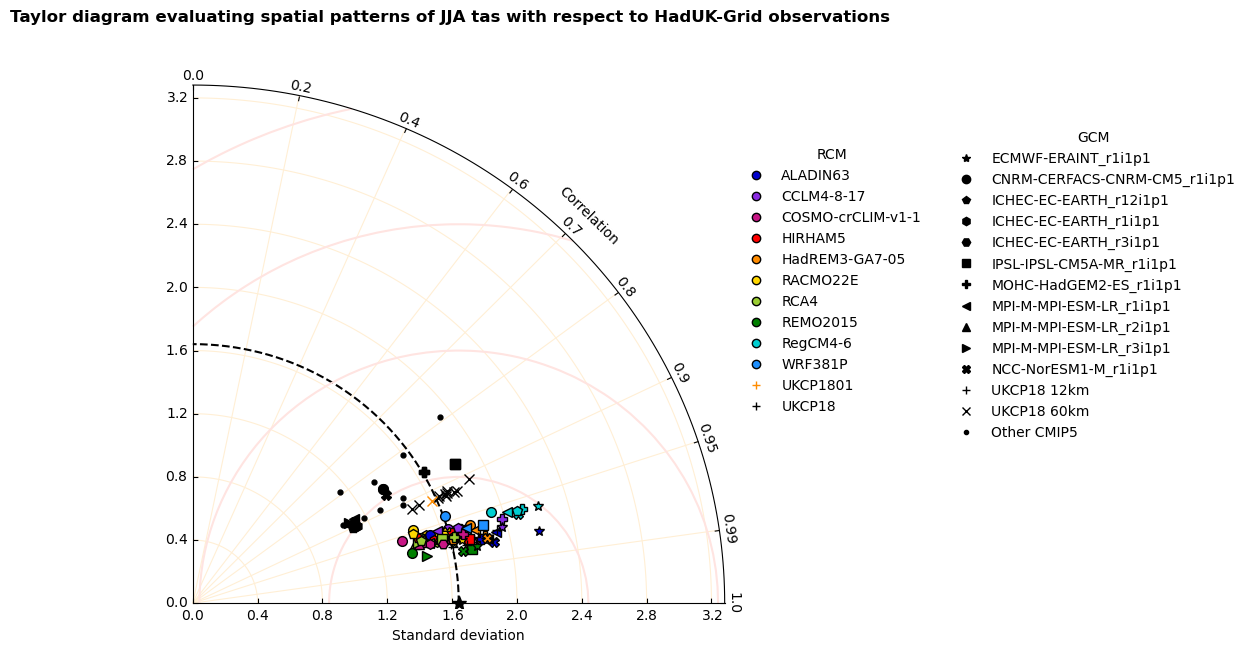 Taylor diagram evaluating spatial patterns of JJA tas with respect to HadUK-Grid observations
0.0
0.2
0.4
0.6
0.7
0.8
0.9
0.95
0.99
1.0
Correlation
3.2
2.8
2.4
2.0
1.6
1.2
0.8
0.4
0.0
0.0 0.4 0.8 1.2 1.6 2.0 2.4 2.8 3.2
Standard deviation
RCM
ALADIN63
CCLM4-8-17
COSMO-crCLIM-v1-1
HIRHAM5
HadREM3-GA7-05
RACMO22E
RCA4
REMO2015
RegCM4-6
WRF381P
UKCP1801
UKCP18
GCM
ECMWF-ERAINT_r1i1p1
CNRM-CERFACS-CNRM-CM5_r1i1p1
ICHEC-EC-EARTH_r12i1p1
ICHEC-EC-EARTH_r1i1p1
ICHEC-EC-EARTH_r3i1p1
IPSL-IPSL-CM5A-MR_r1i1p1
MOHC-HadGEM2-ES_r1i1p1
MPI-M-MPI-ESM-LR_r1i1p1
MPI-M-MPI-ESM-LR_r2i1p1
MPI-M-MPI-ESM-LR_r3i1p1
NCC-NorESM1-M_r1i1p1
UKCP18 12km
UKCP18 60km
Other CMIP5